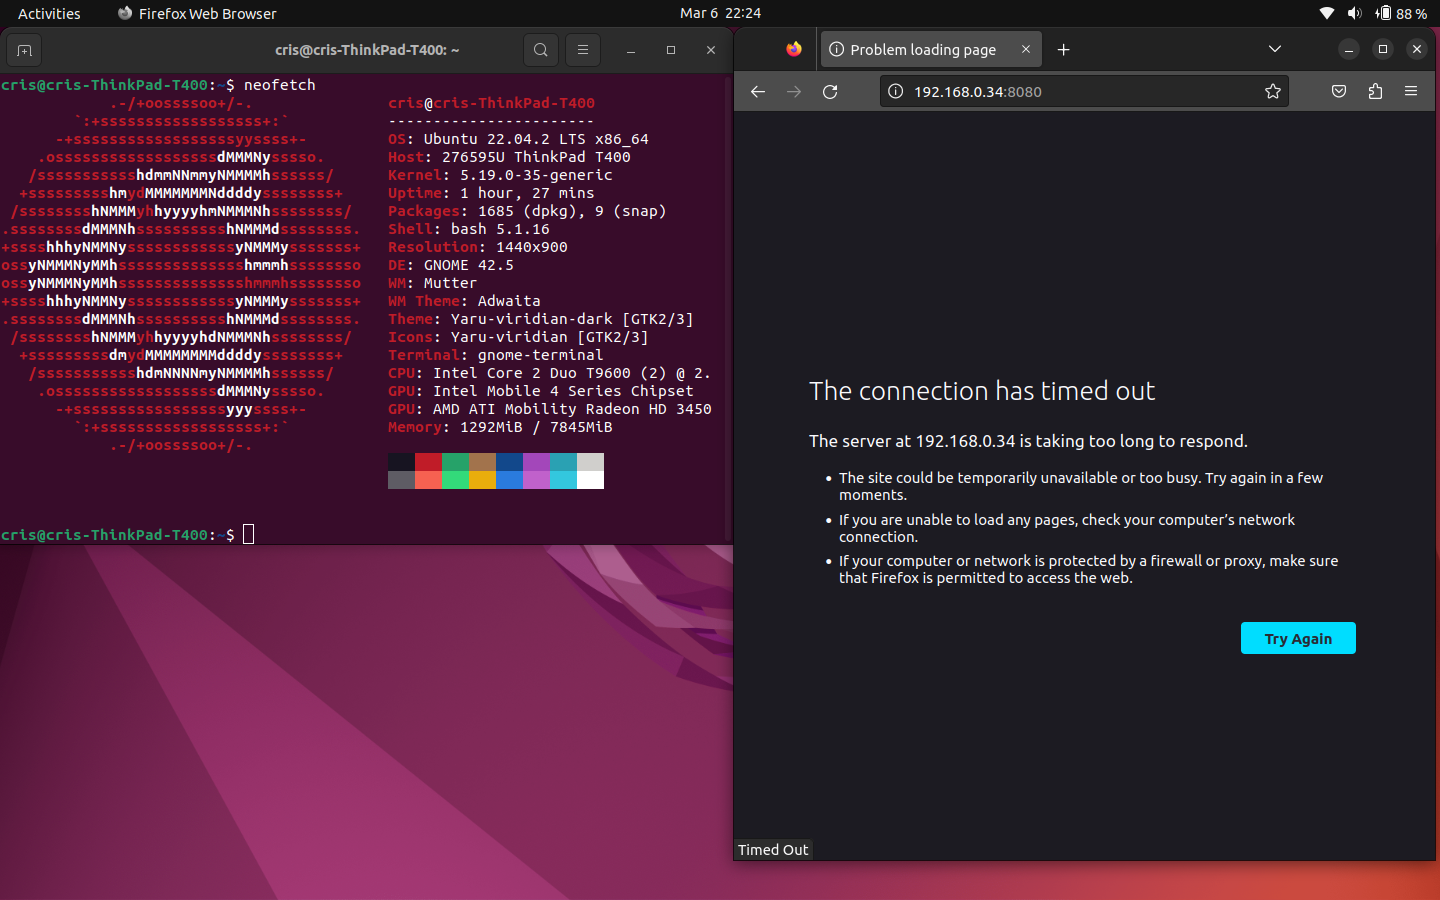 Activities
Firefox Web Browser
Mar 6 22:24
88 %
cris@cris-ThinkPad-T400: ~
cris@cris-ThinkPad-T400:~$ neofetch
.-/+oossssoo+/-.
`:+ssssssssssssssssss+:`
-+ssssssssssssssssssyyssss+-
.ossssssssssssssssssdMMMNysssso.
/ssssssssssshdmmNNmmyNMMMMhssssss/
+ssssssssshmydMMMMMMMNddddyssssssss+
/sssssssshNMMMyhhyyyyhmNMMMNhssssssss/
.ssssssssdMMMNhsssssssssshNMMMdssssssss.
+sssshhhyNMMNyssssssssssssyNMMMysssssss+
ossyNMMMNyMMhsssssssssssssshmmmhssssssso
ossyNMMMNyMMhsssssssssssssshmmmhssssssso
+sssshhhyNMMNyssssssssssssyNMMMysssssss+
.ssssssssdMMMNhsssssssssshNMMMdssssssss.
/sssssssshNMMMyhhyyyyhdNMMMNhssssssss/
+sssssssssdmydMMMMMMMMddddyssssssss+
/ssssssssssshdmNNNNmyNMMMMhssssss/
.ossssssssssssssssssdMMMNysssso.
-+sssssssssssssssssyyyssss+-
`:+ssssssssssssssssss+:`
.-/+oossssoo+/-.
cris@cris-ThinkPad-T400
-----------------------
OS: Ubuntu 22.04.2 LTS x86_64
Host: 276595U ThinkPad T400
Kernel: 5.19.0-35-generic
Uptime: 1 hour, 27 mins
Packages: 1685 (dpkg), 9 (snap)
Shell: bash 5.1.16
Resolution: 1440x900
DE: GNOME 42.5
WM: Mutter
WM Theme: Adwaita
Theme: Yaru-viridian-dark [GTK2/3]
Icons: Yaru-viridian [GTK2/3]
Terminal: gnome-terminal
CPU: Intel Core 2 Duo T9600 (2) @ 2.
GPU: Intel Mobile 4 Series Chipset
GPU: AMD ATI Mobility Radeon HD 3450
Memory: 1292MiB / 7845MiB
cris@cris-ThinkPad-T400:~$
Problem loading page
192.168.0.34:8080
The connection has timed out
The server at 192.168.0.34 is taking too long to respond.
• The site could be temporarily unavailable or too busy. Try again in a few
moments.
• If you are unable to load any pages, check your computer’s network
connection.
• If your computer or network is protected by a firewall or proxy, make sure
that Firefox is permitted to access the web.
Try Again
Timed Out